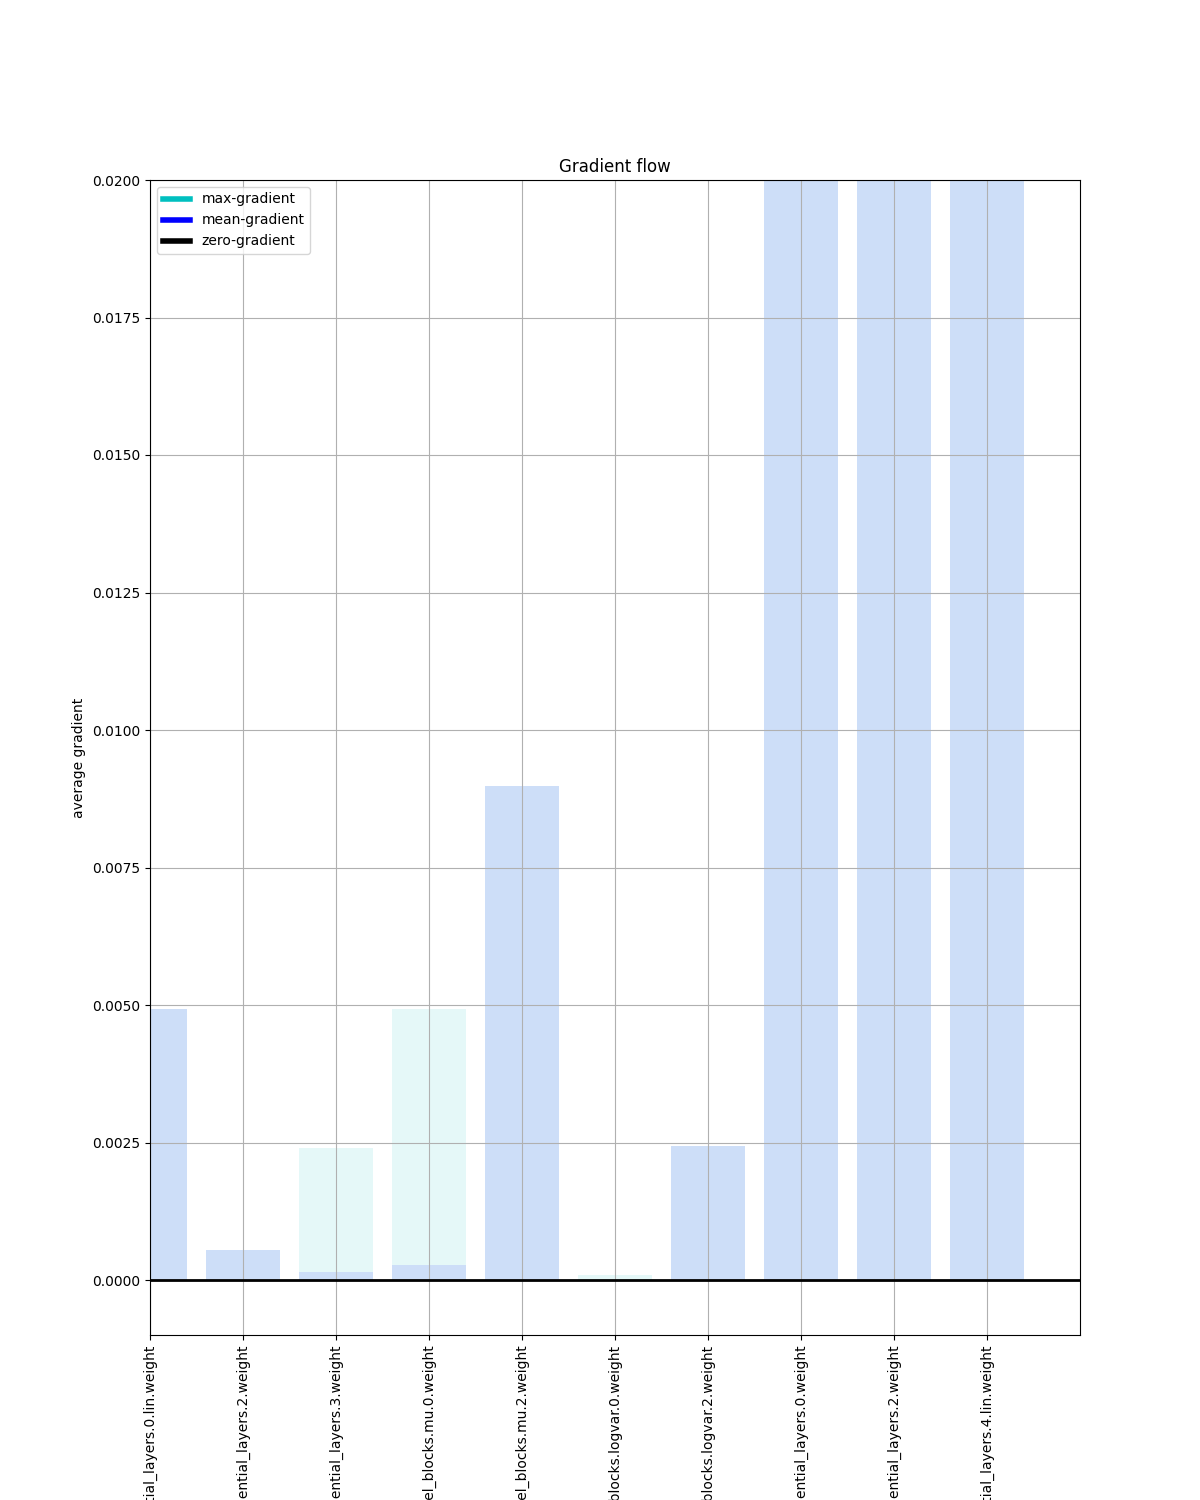 Gradient flow
max-gradient
mean-gradient
zero-gradient
0.0200
0.0175
0.0150
0.0125
0.0100
0.0075
0.0050
0.0025
0.0000
average gradient
tial_layers.0.lin.weight
ential_layers.2.weight
ential_layers.3.weight
el_blocks.mu.0.weight
el_blocks.mu.2.weight
blocks.logvar.0.weight
blocks.logvar.2.weight
ential_layers.0.weight
ential_layers.2.weight
tial_layers.4.lin.weight